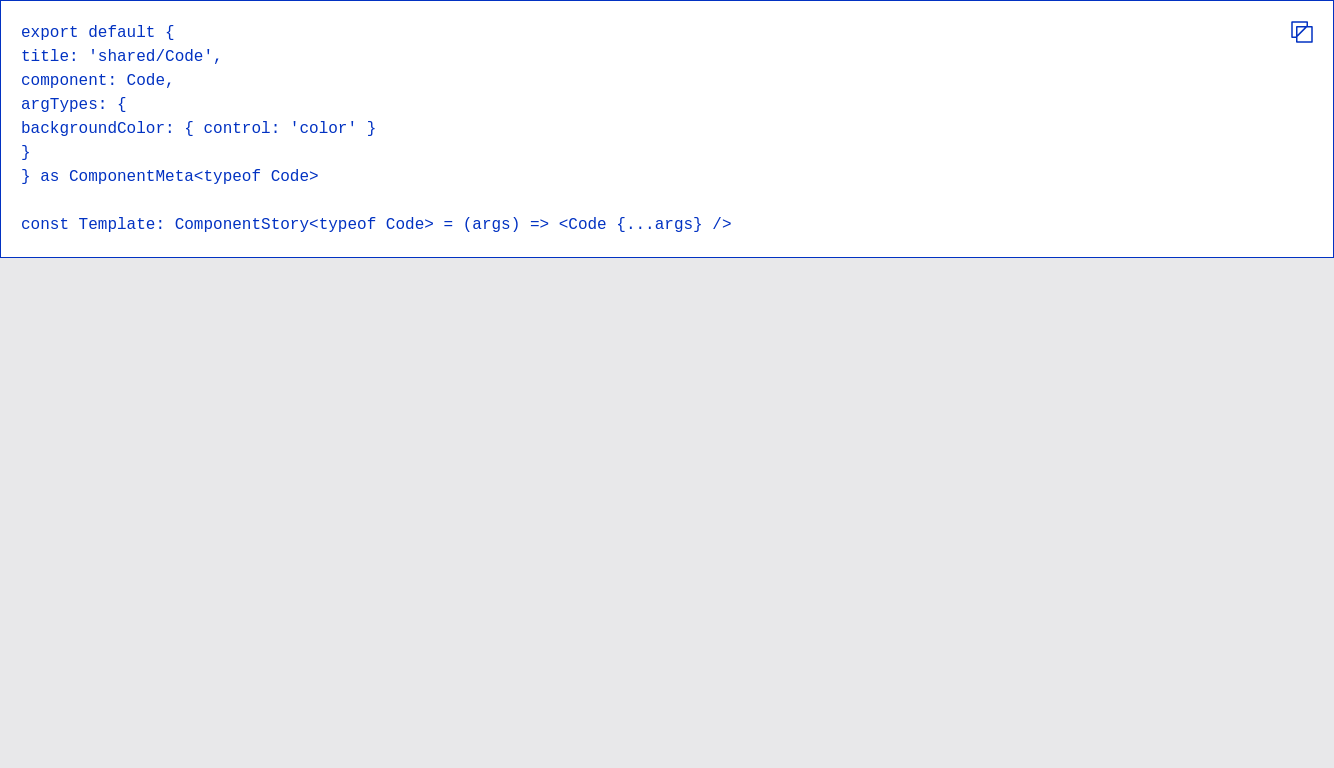 export default {
title: 'shared/Code',
component: Code,
argTypes: {
backgroundColor: { control: 'color' }
}
} as ComponentMeta<typeof Code>
const Template: ComponentStory<typeof Code> = (args) => <Code {...args} />